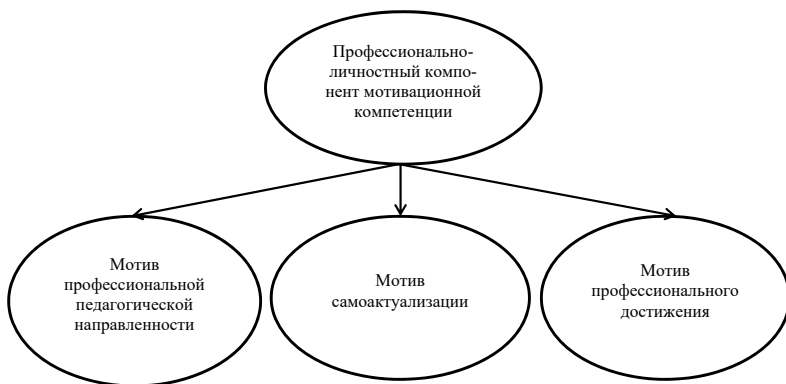 Профессионально-
личностный компо-
нент мотивационной
компетенции
Мотив
профессиональной
педагогической
направленности
Мотив
самоактуализации
Мотив
профессионального
достижения